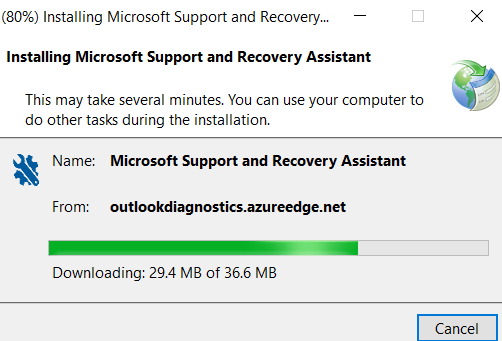 (80%) Installing Microsoft Support and Recovery...
Installing Microsoft Support and Recovery Assistant
This may take several minutes. You can use your computer to
do other tasks during the installation.
Name: Microsoft Support and Recovery Assistant
From: outlookdiagnostics.azureedge.net
Downloading: 29.4 MB of 36.6 MB
Cancel